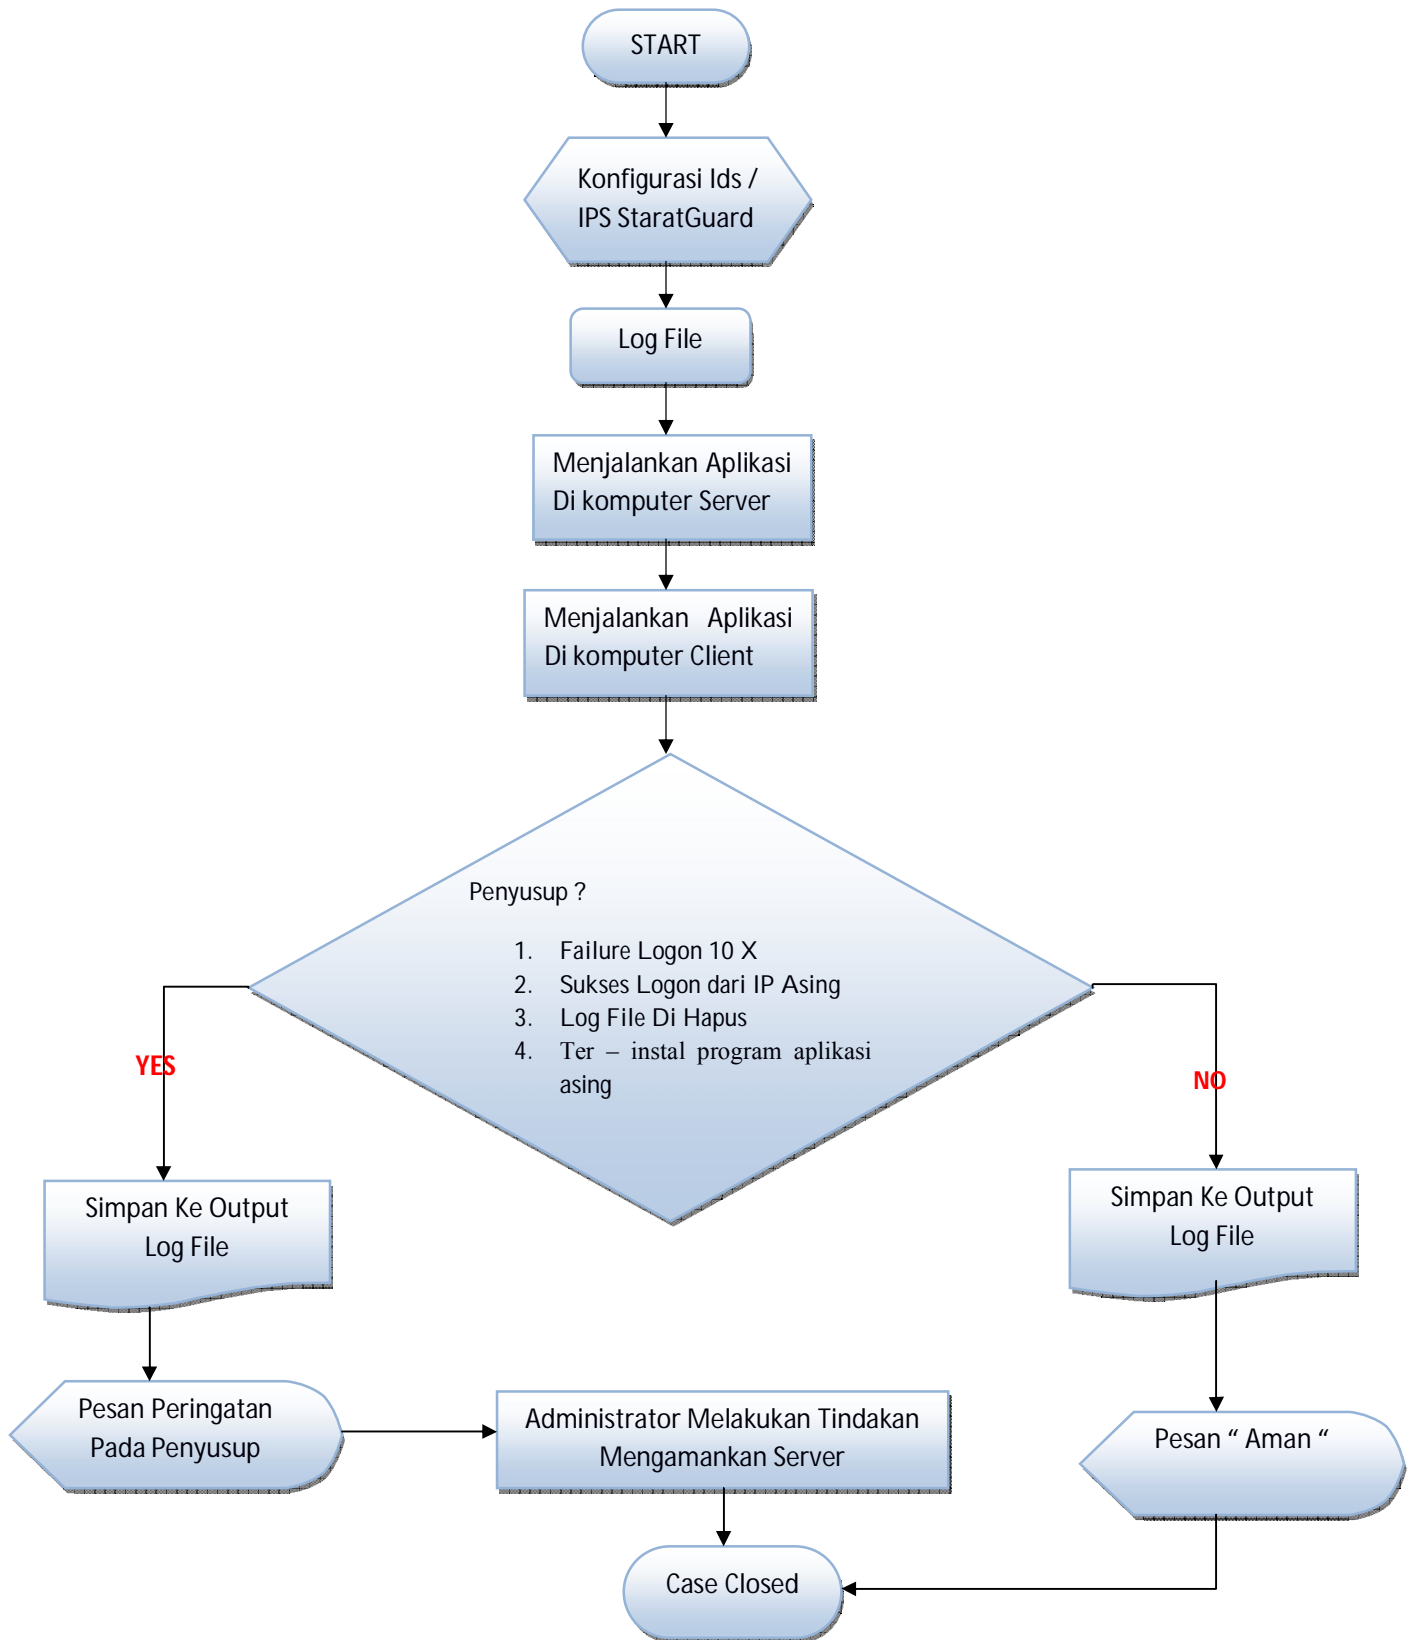 START
Konfigurasi Ids /
IPS StaratGuard
Log File
Menjalankan Aplikasi
Di komputer Server
Menjalankan Aplikasi
Di komputer Client
Penyusup ?
1. Failure Logon 10 X
2. Sukses Logon dari IP Asing
3. Log File Di Hapus
4. Ter – instal program aplikasi
asing
YES
NO
Simpan Ke Output
Log File
Simpan Ke Output
Log File
Pesan Peringatan
Pada Penyusup
Administrator Melakukan Tindakan
Mengamankan Server
Pesan “ Aman “
Case Closed